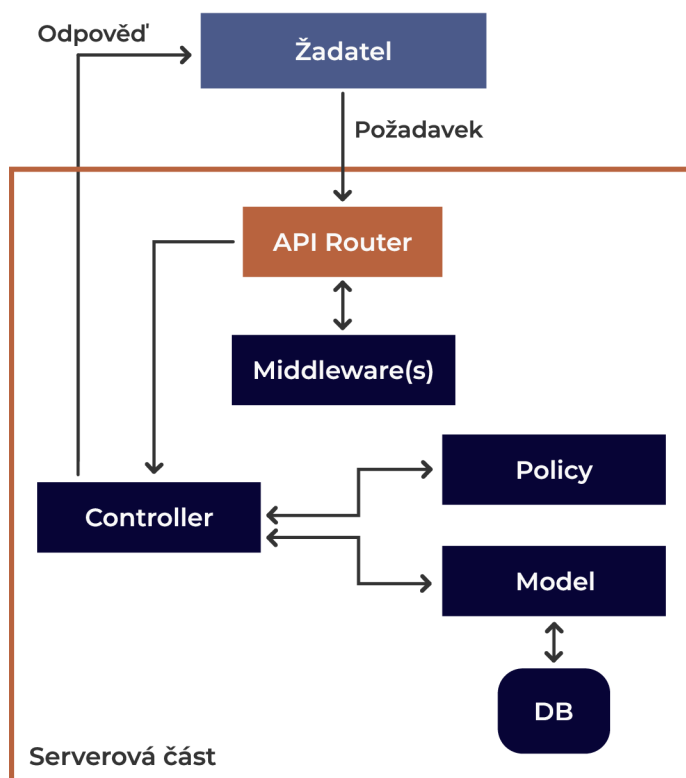 Odpověď
Žadatel
Požadavek
API Router
Middleware(s)
Policy
Controller
Model
DB
Serverová část